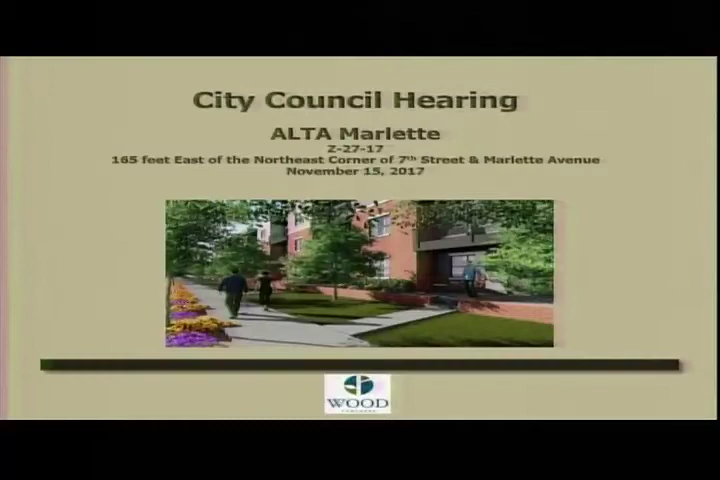 City Council Hearing
ALTA Marlette
Z-27-17
165 feet East of the Northeast Corner of 7th Street & Marlette Avenue
November 15, 2017
WOOD